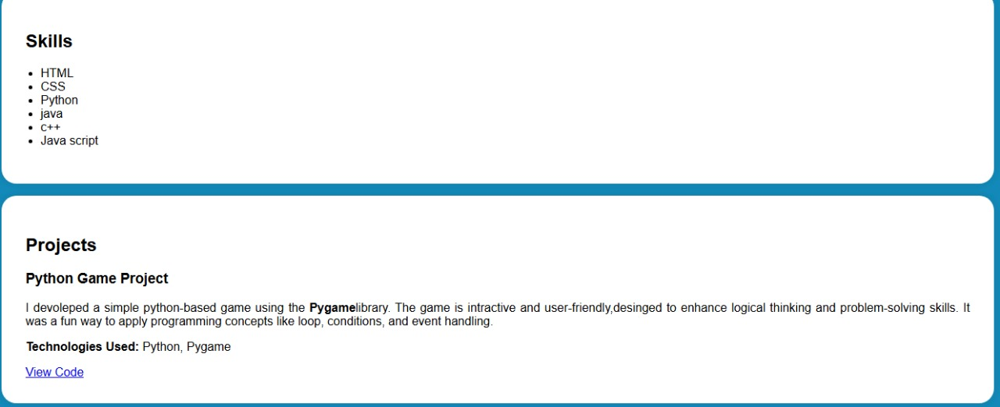 Skills
HTML
CSS
Python
java
c++
Java script
Projects
Python Game Project
I devoleped a simple python-based game using the Pygamelibrary. The game is intractive and user-friendly,desinged to enhance logical thinking and problem-solving skills. It
was a fun way to apply programming concepts like loop, conditions, and event handling.
Technologies Used: Python, Pygame
View Code